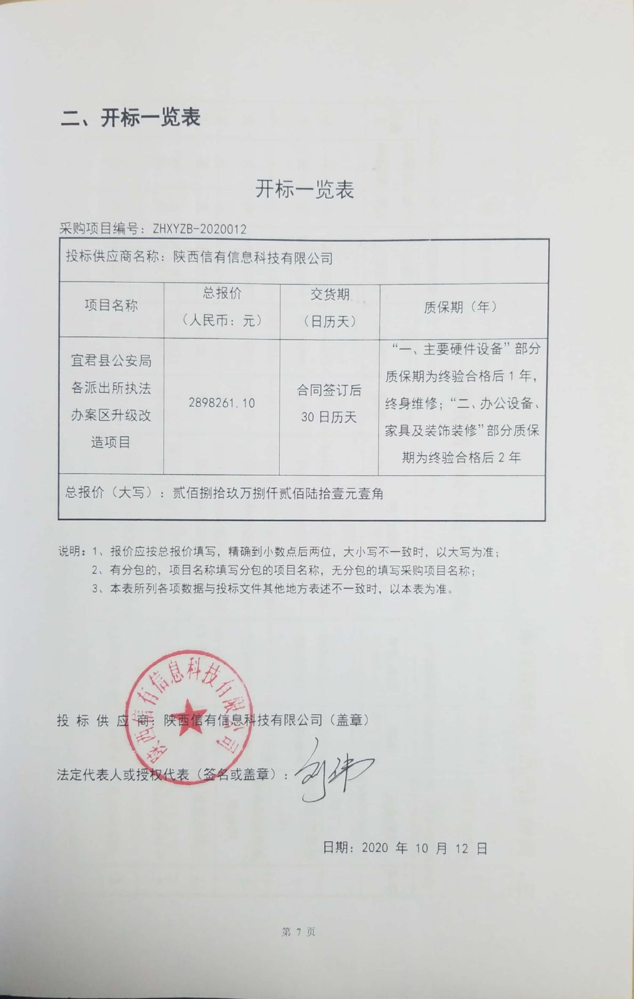 二、开标一览表
开标一览表
采购项目编号：ZHXYZB-2020012
投标供应商名称：陕西信有信息科技有限公司
项目名称
总报价
（人民币：元）
交货期
（日历天）
质保期（年）
宜君县公安局
各派出所执法
办案区升级改
造项目
2898261.10
合同签订后
30日历天
“一、主要硬件设备”部分
质保期为终验合格后1年，
终身维修；“二、办公设备、
家具及装饰装修”部分质保
期为终验合格后2年
总报价（大写）：贰佰捌拾玖万捌仟贰佰陆拾壹元壹角
说明：1、报价应按总报价填写，精确到小数点后两位，大小写不一致时，以大写为准；
2、有分包的，项目名称填写分包的项目名称，无分包的填写采购项目名称；
3、本表所列各项数据与投标文件其他地方表述不一致时，以本表为准。
陕西信有信息科技有限公司
投标供应商：陕西信有信息科技有限公司（盖章）
法定代表人或授权代表（签名或盖章）：刘伟
日期：2020 年 10 月 12 日
第 7 页